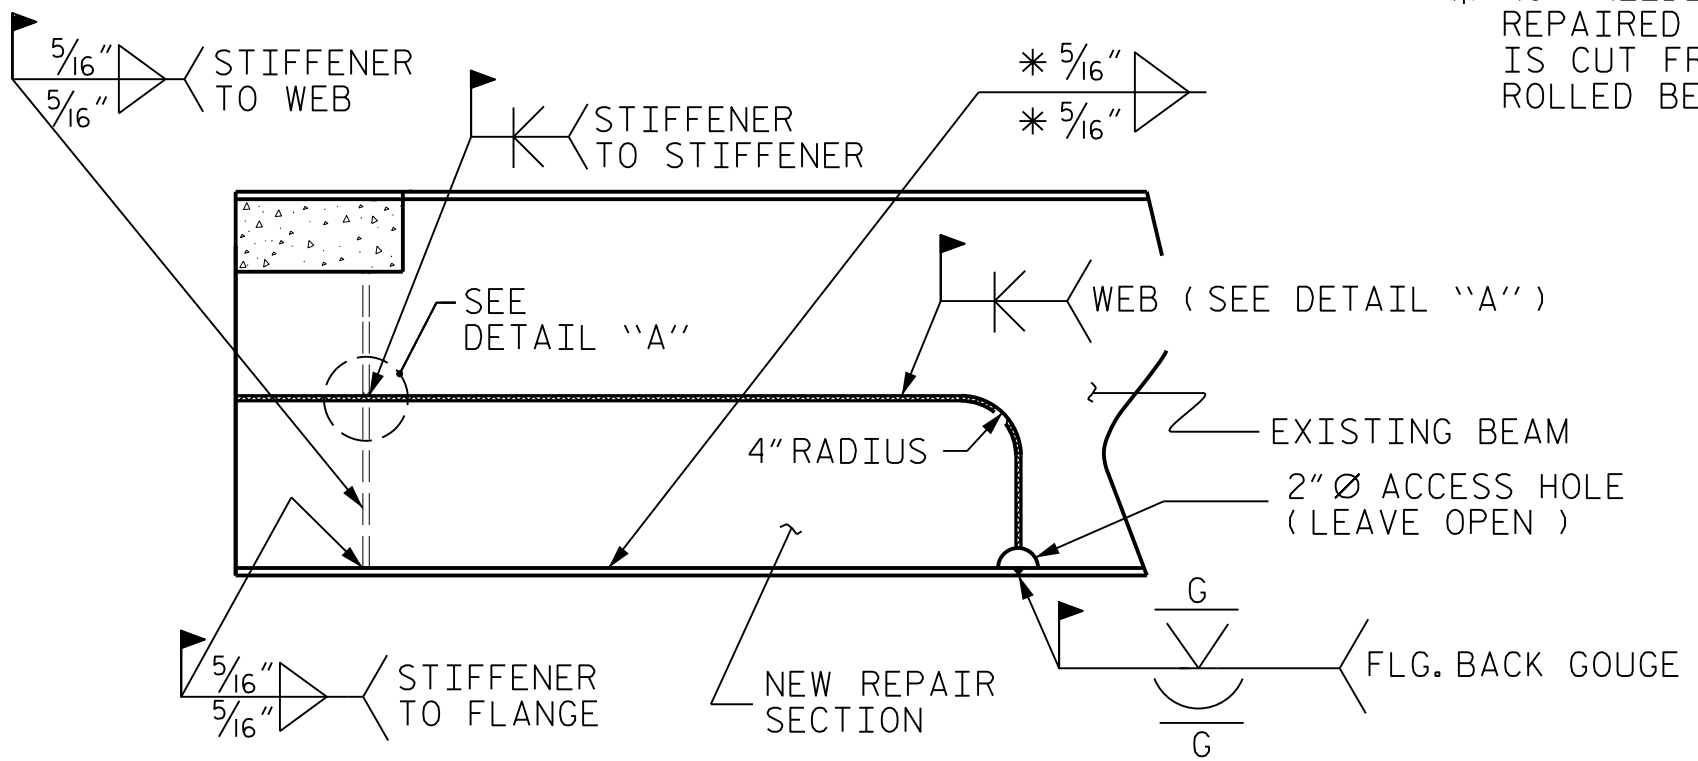 REPAIRED
IS CUT
ROLLED
5/16"
5/16"
STIFFENER
TO WEB
STIFFENER
TO STIFFENER
* 5/16"
* 5/16"
SEE
DETAIL "A"
WEB (SEE DETAIL "A")
4" RADIUS
EXISTING BEAM
2" Ø ACCESS HOLE
(LEAVE OPEN)
5/16"
5/16"
STIFFENER
TO FLANGE
NEW REPAIR
SECTION
G
G
FLG. BACK GOUGE